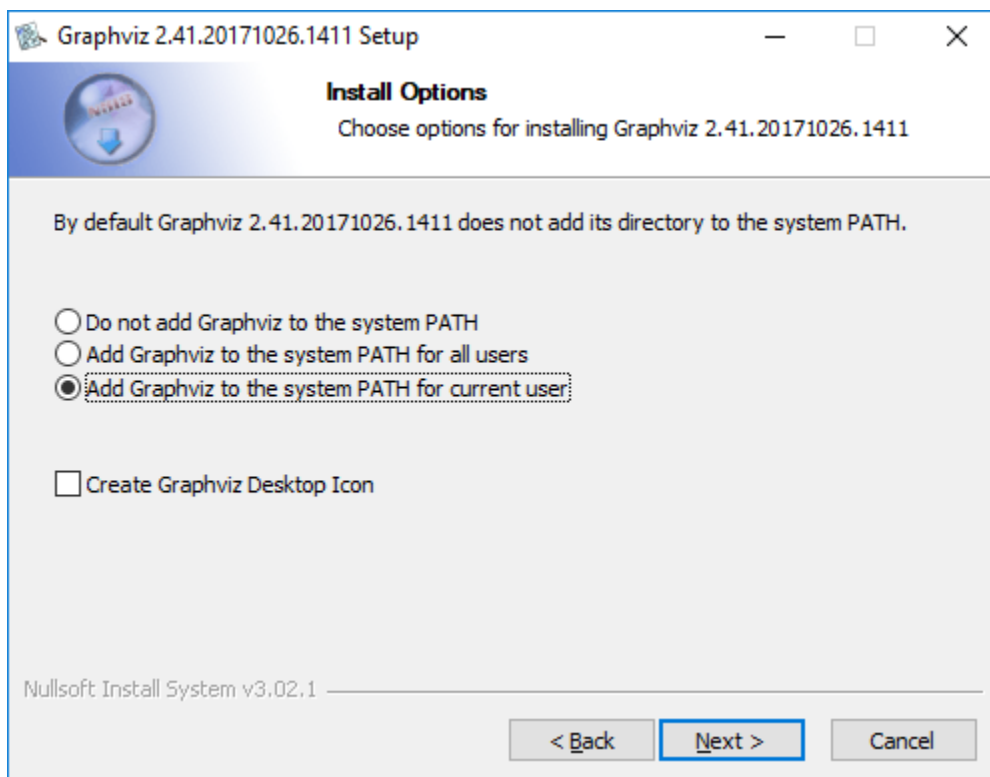 Graphviz 2.41.20171026.1411 Setup
Install Options
Choose options for installing Graphviz 2.41.20171026.1411
By default Graphviz 2.41.20171026.1411 does not add its directory to the system PATH.
Do not add Graphviz to the system PATH
Add Graphviz to the system PATH for all users
Add Graphviz to the system PATH for current user
Create Graphviz Desktop Icon
Nullsoft Install System v3.02.1
< Back Next > Cancel